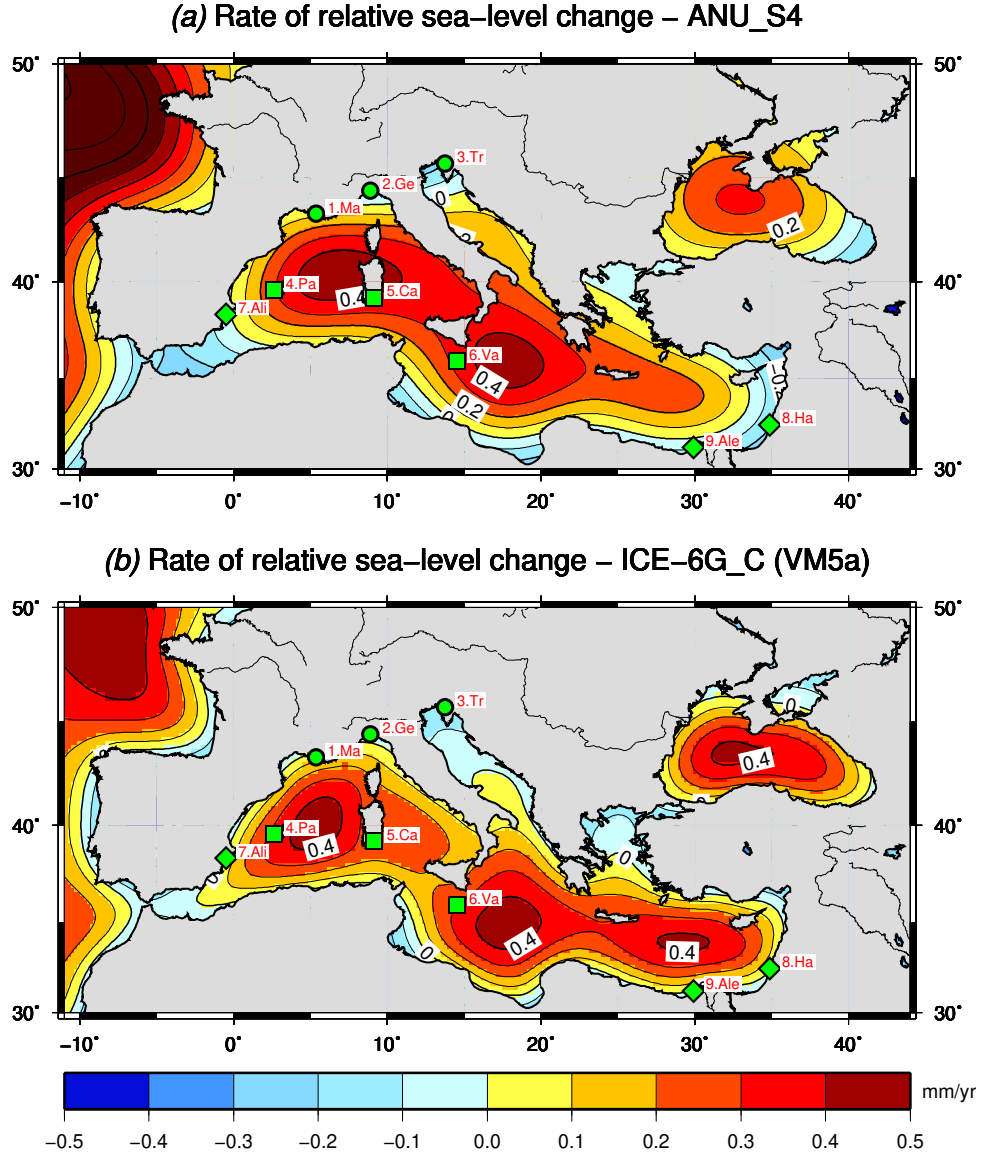 (a) Rate of relative sea−level change − ANU_S4
50˚ 50˚
3.Tr
2.Ge
0
1.Ma
0.2
40˚ 40˚
4.Pa
5.Ca
0.4
7.Ali
6.Va
0.4
0.2
8.Ha
9.Ale
30˚ 30˚
−10˚ 0˚ 10˚ 20˚ 30˚ 40˚
(b) Rate of relative sea−level change − ICE−6G_C (VM5a)
50˚ 50˚
3.Tr
0
2.Ge
1.Ma
0.4
40˚ 40˚
4.Pa
5.Ca
0.4
7.Ali
0
0
6.Va
0.4
0
0.4
8.Ha
9.Ale
30˚ 30˚
−10˚ 0˚ 10˚ 20˚ 30˚ 40˚
mm/yr
−0.5 −0.4 −0.3 −0.2 −0.1 0.0 0.1 0.2 0.3 0.4 0.5